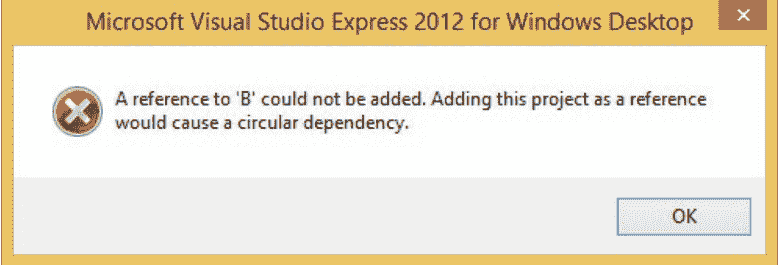 Microsoft Visual Studio Express 2012 for Windows Desktop
A reference to 'B' could not be added. Adding this project as a reference
would cause a circular dependency.
OK